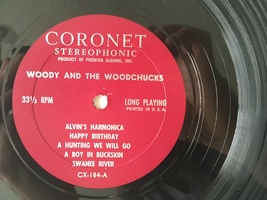 CORONET
STEREOPHONIC
PRODUCT OF PREMIER ALBUMS, INC.
WOODY AND THE WOODCHUCKS
33⅓ RPM
LONG PLAYING
PRINTED IN U. S. A.
ALVIN'S HARMONICA
HAPPY BIRTHDAY
A HUNTING WE WILL GO
A BOY IN BUCKSKIN
SWANEE RIVER
CX-184-A